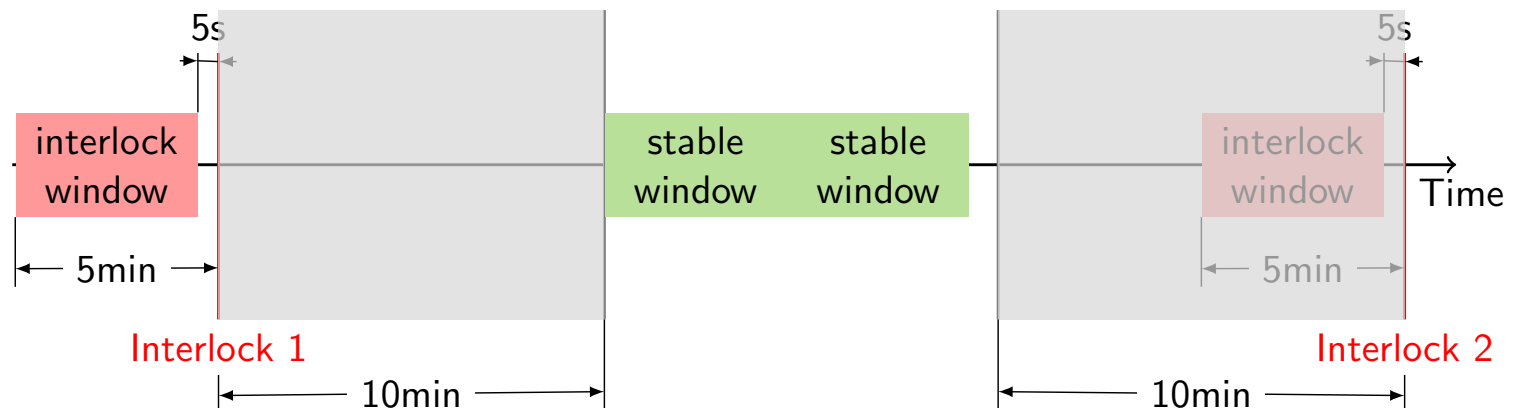 5s
5s
interlock
window
stable
window
stable
window
interlock
window
Time
5min
5min
Interlock 1
Interlock 2
10min
10min